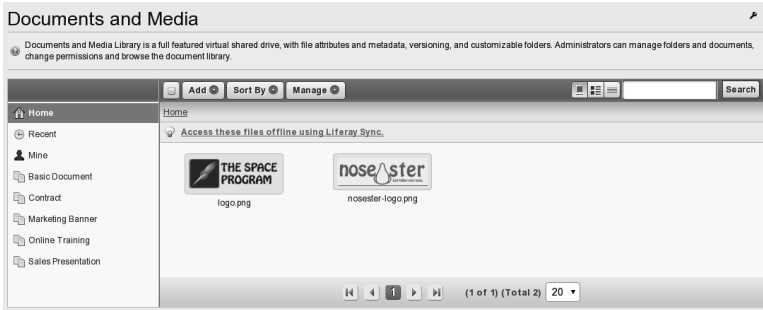 Documents and Media
Documents and Media Library is a full featured virtual shared drive, with file attributes and metadata, versioning, and customizable folders. Administrators can manage folders and documents,
change permissions and browse the document library.
Add Sort By Manage Search
Home
Home
Recent
Access these files offline using Liferay Sync.
Mine
Basic Document
Contract
Marketing Banner
Online Training
Sales Presentation
THE SPACE
PROGRAM
logo.png
nosester
nosester-logo.png
1 (1 of 1) (Total 2) 20